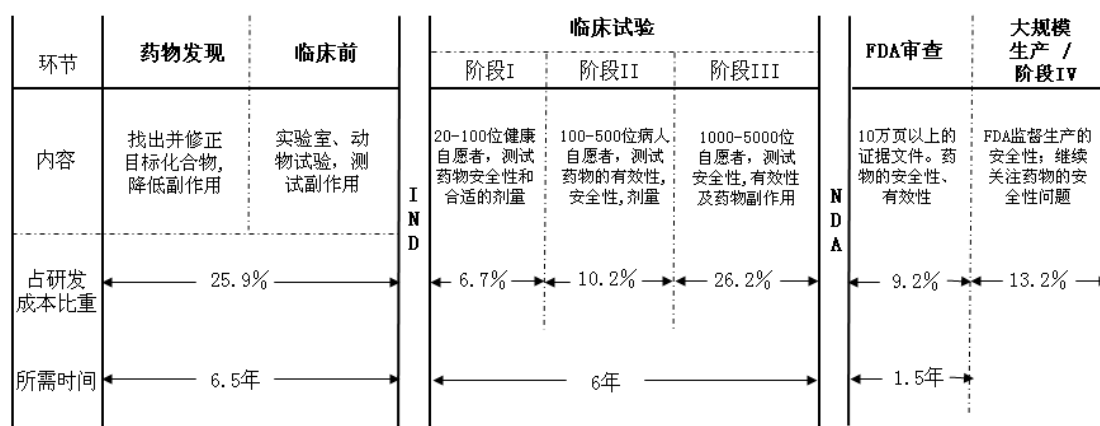 环节
药物发现
临床前
临床试验
阶段I
阶段II
阶段III
FDA审查
大规模
生产 /
阶段IV
内容
找出并修正
目标化合物,
降低副作用
实验室、动
物试验, 测
试副作用
IND
20-100位健康
自愿者, 测试
药物安全性和
合适的剂量
100-500位病人
自愿者, 测试
药物的有效性,
安全性,剂量
1000-5000位
自愿者, 测试
安全性,有效性
及药物副作用
NDA
10万页以上的
证据文件。药
物的安全性、
有效性
FDA监督生产的
安全性; 继续
关注药物的安
全性问题
占研发
成本比重
25.9%
6.7%
10.2%
26.2%
9.2%
13.2%
所需时间
6.5年
6年
1.5年